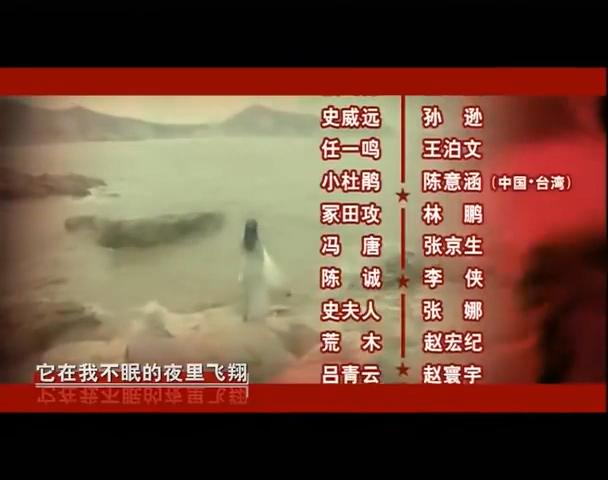 史威远 孙逊
任一鸣 王泊文
小杜鹃 陈意涵(中国·台湾)
冢田攻 林鹏
冯唐 张京生
陈诚 李侠
史夫人 张娜
荒木 赵宏纪
吕青云 赵寰宇
它在我不眠的夜里飞翔